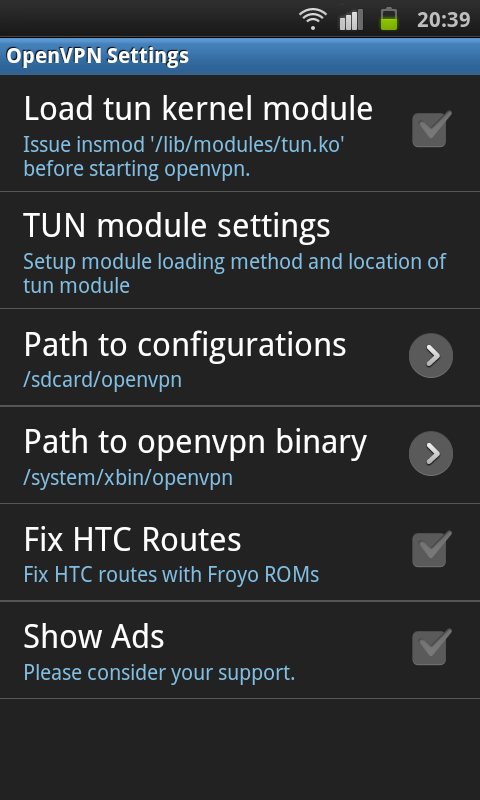 20:39
OpenVPN Settings
Load tun kernel module
Issue insmod '/lib/modules/tun.ko'
before starting openvpn.
TUN module settings
Setup module loading method and location of
tun module
Path to configurations
/sdcard/openvpn
Path to openvpn binary
/system/xbin/openvpn
Fix HTC Routes
Fix HTC routes with Froyo ROMs
Show Ads
Please consider your support.